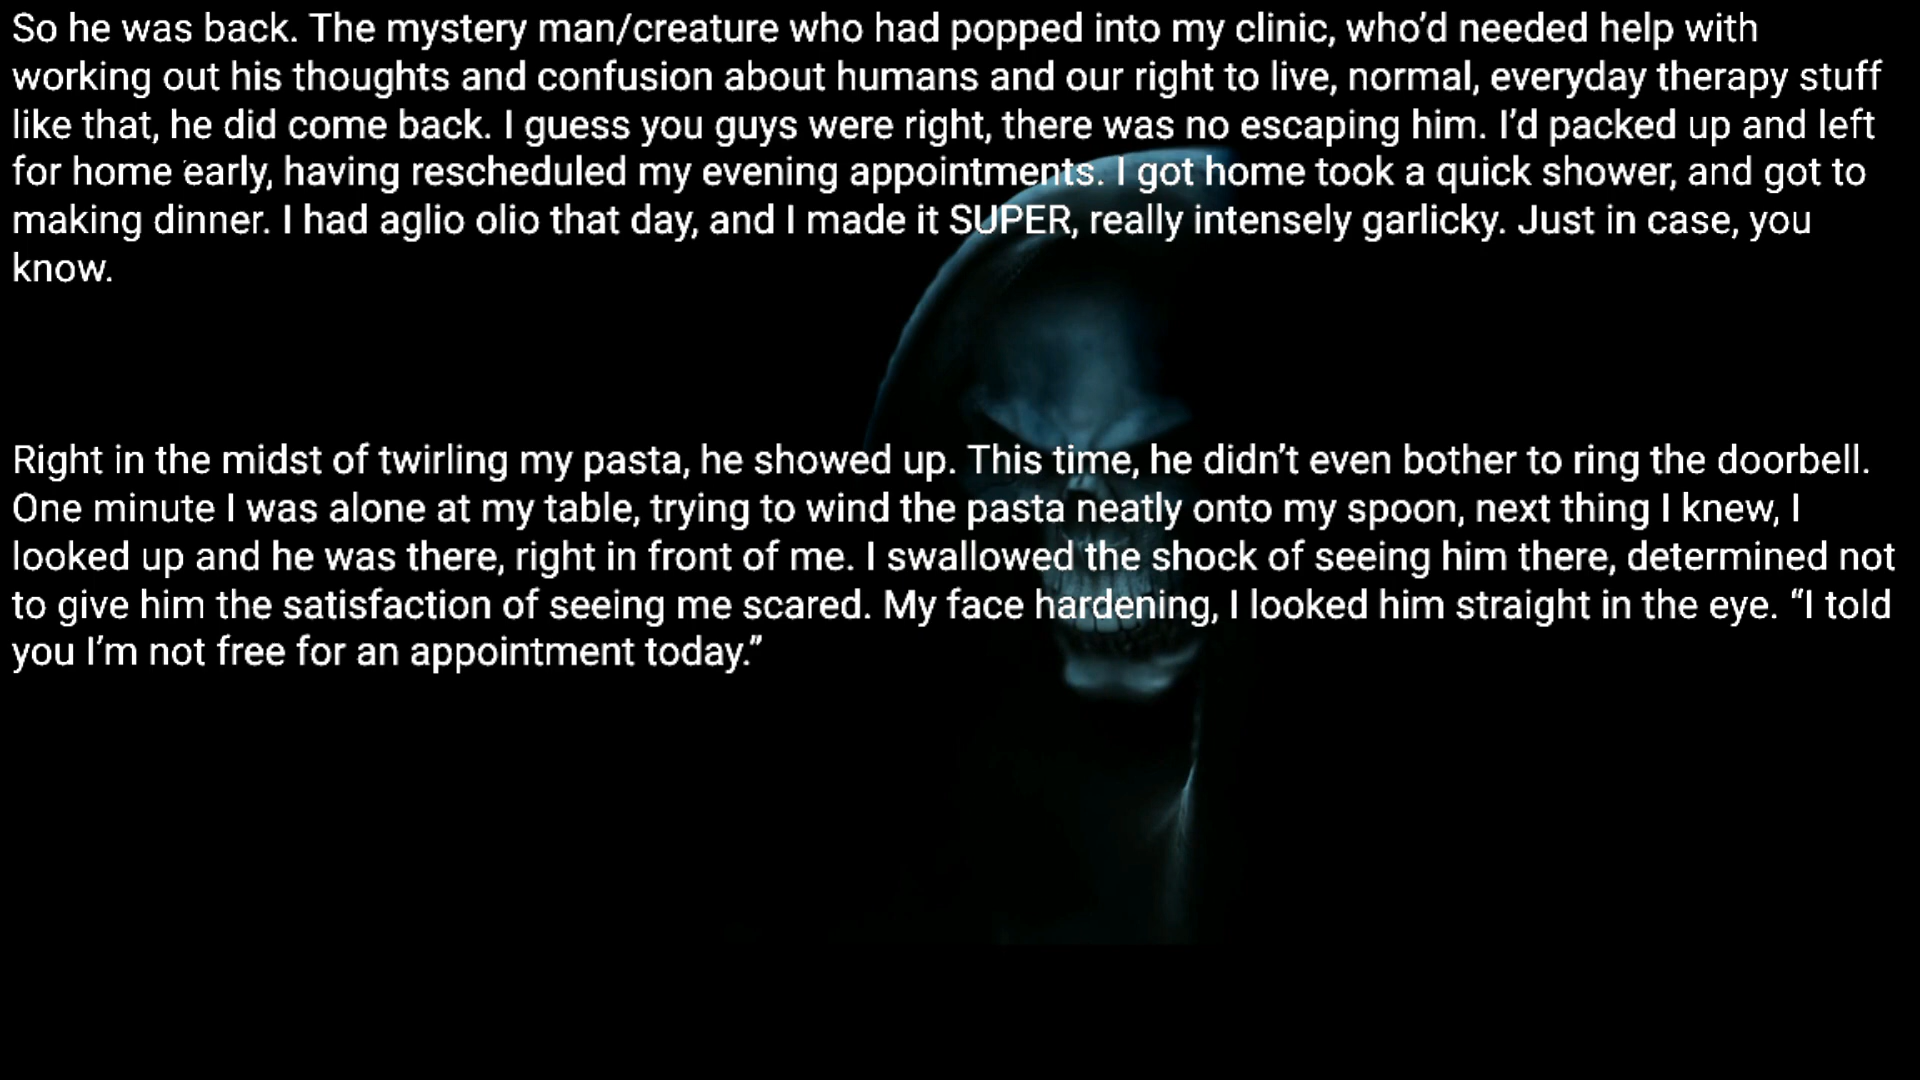 So he was back. The mystery man/creature who had popped into my clinic, who’d needed help with
working out his thoughts and confusion about humans and our right to live, normal, everyday therapy stuff
like that, he did come back. I guess you guys were right, there was no escaping him. I’d packed up and left
for home early, having rescheduled my evening appointments. I got home took a quick shower, and got to
making dinner. I had aglio olio that day, and I made it SUPER, really intensely garlicky. Just in case, you
know.
Right in the midst of twirling my pasta, he showed up. This time, he didn’t even bother to ring the doorbell.
One minute I was alone at my table, trying to wind the pasta neatly onto my spoon, next thing I knew, I
looked up and he was there, right in front of me. I swallowed the shock of seeing him there, determined not
to give him the satisfaction of seeing me scared. My face hardening, I looked him straight in the eye. “I told
you I’m not free for an appointment today.”